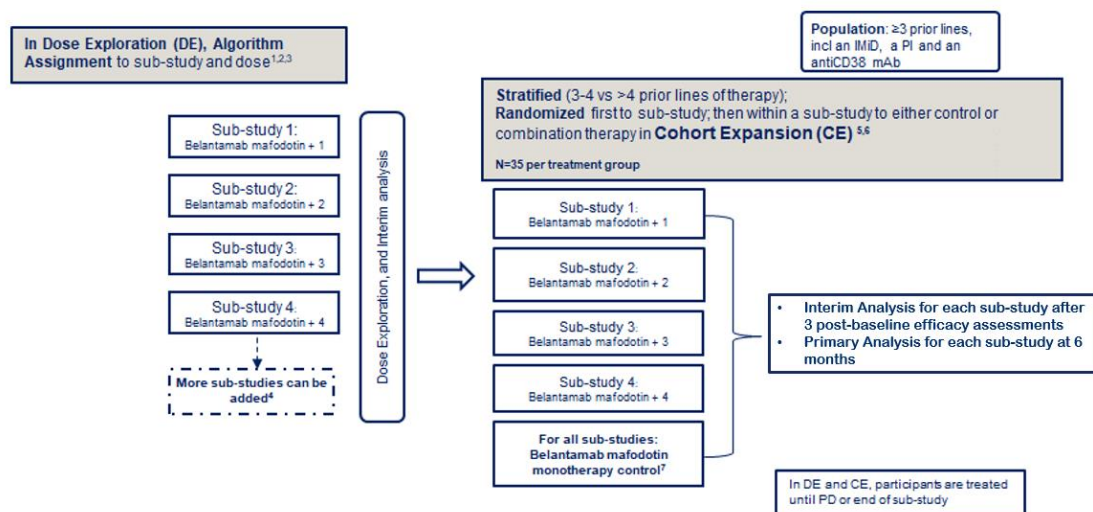 In Dose Exploration (DE), Algorithm
Assignment to sub-study and dose1,2,3
Population: ≥3 prior lines,
incl an IMiD, a PI and an
antiCD38 mAb
Stratified (3-4 vs >4 prior lines of therapy);
Randomized first to sub-study; then within a sub-study to either control or
combination therapy in Cohort Expansion (CE) 5,6
N=35 per treatment group
Sub-study 1:
Belantamab mafodotin + 1
Sub-study 2:
Belantamab mafodotin + 2
Sub-study 3:
Belantamab mafodotin + 3
Sub-study 4:
Belantamab mafodotin + 4
More sub-studies can be
added4
Dose Exploration, and Interim analysis
Sub-study 1:
Belantamab mafodotin + 1
Sub-study 2:
Belantamab mafodotin + 2
Sub-study 3:
Belantamab mafodotin + 3
Sub-study 4:
Belantamab mafodotin + 4
For all sub-studies:
Belantamab mafodotin
monotherapy control7
• Interim Analysis for each sub-study after
3 post-baseline efficacy assessments
• Primary Analysis for each sub-study at 6
months
In DE and CE, participants are treated
until PD or end of sub-study